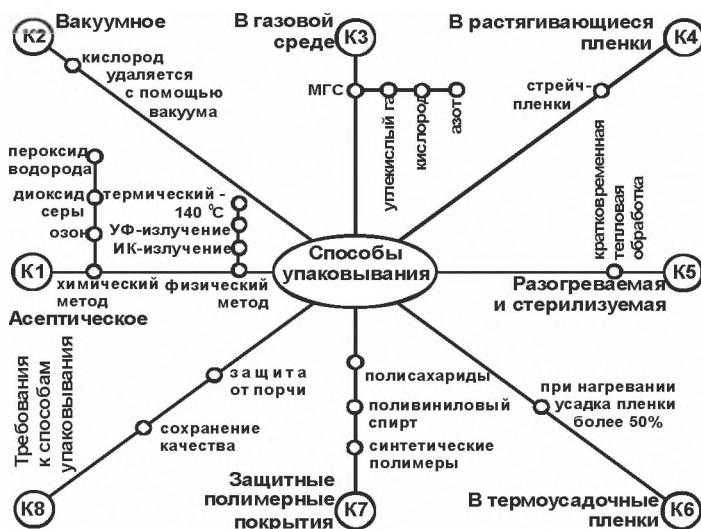 К2
Вакуумное
кислород
удаляется
с помощью
вакуума
В газовой
среде
К3
МГС
углекислый га
кислород
азот
В растягивающиеся
пленки
К4
стрейч-
пленки
пероксид
водорода
диоксид
серы
озон
термический -
140 °С
УФ-излучение
ИК-излучение
К1
химический
метод
физический
метод
Асептическое
Способы
упаковывания
кратковременная
тепловая
обработка
К5
Разогреваемая
и стерилизуемая
Требования
к способам
упаковывания
защита
от порчи
сохранение
качества
К8
полисахариды
поливиниловый
спирт
синтетические
полимеры
Защитные
полимерные
покрытия
К7
при нагревании
усадка пленки
более 50%
В термоусадочные
пленки
К6